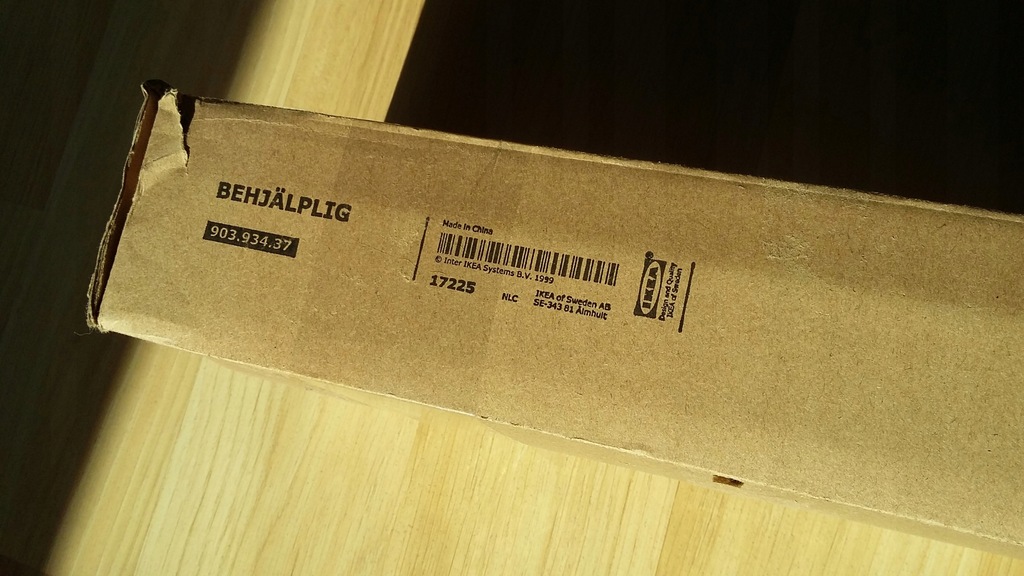 BEHJÄLPLIG
903.934.37
Made in China
© Inter IKEA Systems B.V. 1999
17225
NLC
IKEA of Sweden AB
SE-343 81 Älmhult
IKEA®
Design and Quality
IKEA of Sweden